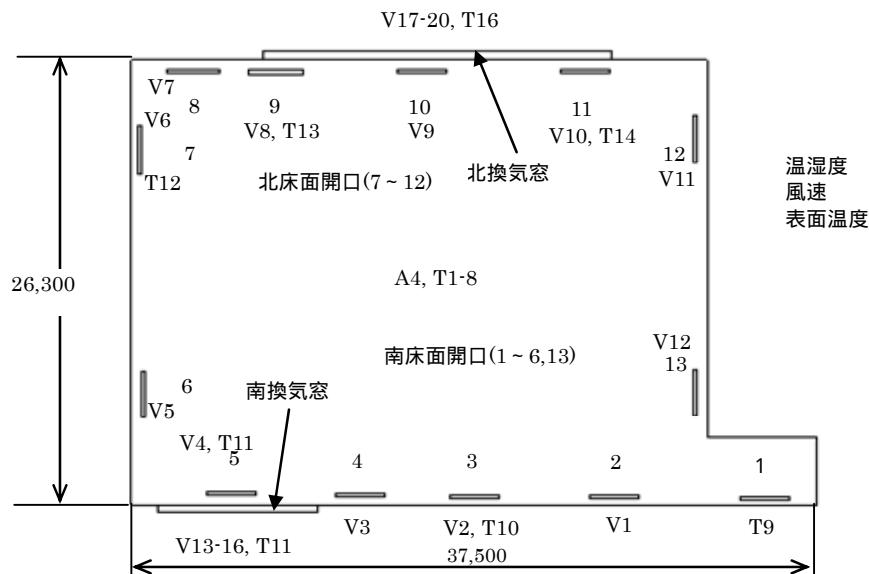 V17-20, T16
V7
8
9
10
11
V6
V8, T13
V9
V10, T14
7
12
北換気窓
T12
北床面開口(7 ~ 12)
V11
温湿度
風速
表面温度
26,300
A4, T1-8
V12
南床面開口(1 ~ 6,13)
13
6
南換気窓
V5
V4, T11
5
4
3
2
1
V3
V2, T10
V1
T9
V13-16, T11
37,500